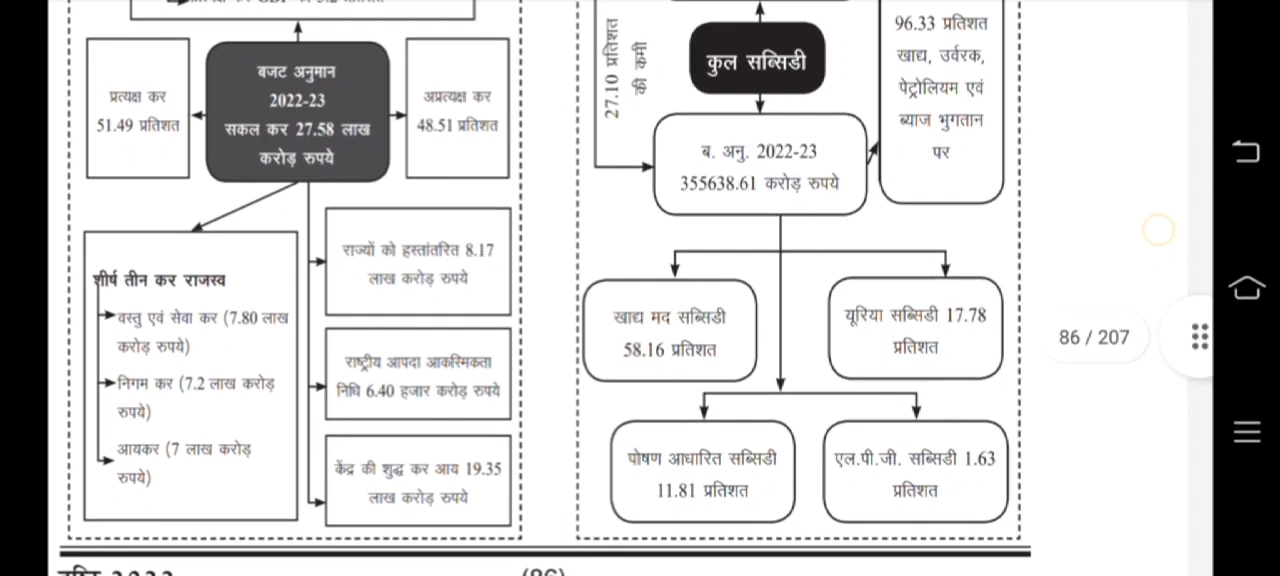 बजट अनुमान
2022-23
सकल कर 27.58 लाख
करोड़ रुपये
प्रत्यक्ष कर
51.49 प्रतिशत
अप्रत्यक्ष कर
48.51 प्रतिशत
शीर्ष तीन कर राजस्व
वस्तु एवं सेवा कर (7.80 लाख
करोड़ रुपये)
निगम कर (7.2 लाख करोड़
रुपये)
आयकर (7 लाख करोड़
रुपये)
राज्यों को हस्तांतरित 8.17
लाख करोड़ रुपये
राष्ट्रीय आपदा आकस्मिकता
निधि 6.40 हजार करोड़ रुपये
केंद्र की शुद्ध कर आय 19.35
लाख करोड़ रुपये
27.10 प्रतिशत
की कमी
कुल सब्सिडी
96.33 प्रतिशत
खाद्य, उर्वरक,
पेट्रोलियम एवं
ब्याज भुगतान
पर
ब. अनु. 2022-23
355638.61 करोड़ रुपये
खाद्य मद सब्सिडी
58.16 प्रतिशत
यूरिया सब्सिडी 17.78
प्रतिशत
पोषण आधारित सब्सिडी
11.81 प्रतिशत
एल.पी.जी. सब्सिडी 1.63
प्रतिशत
86 / 207
(86)